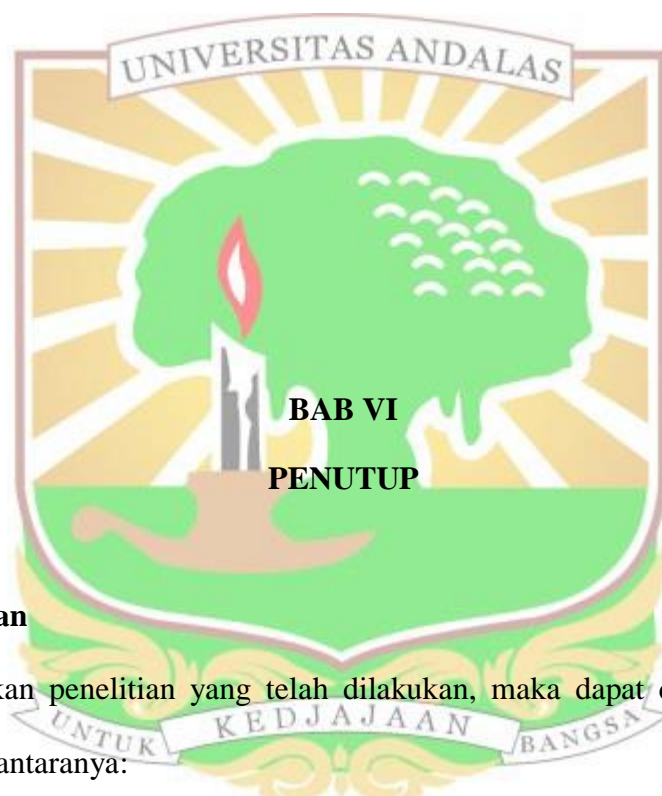 UNIVERSITAS ANDALAS
BAB VI
PENUTUP
an
kan penelitian yang telah dilakukan, maka dapat
UNTUK KEDJAJAAN BANGSA
antaranya: